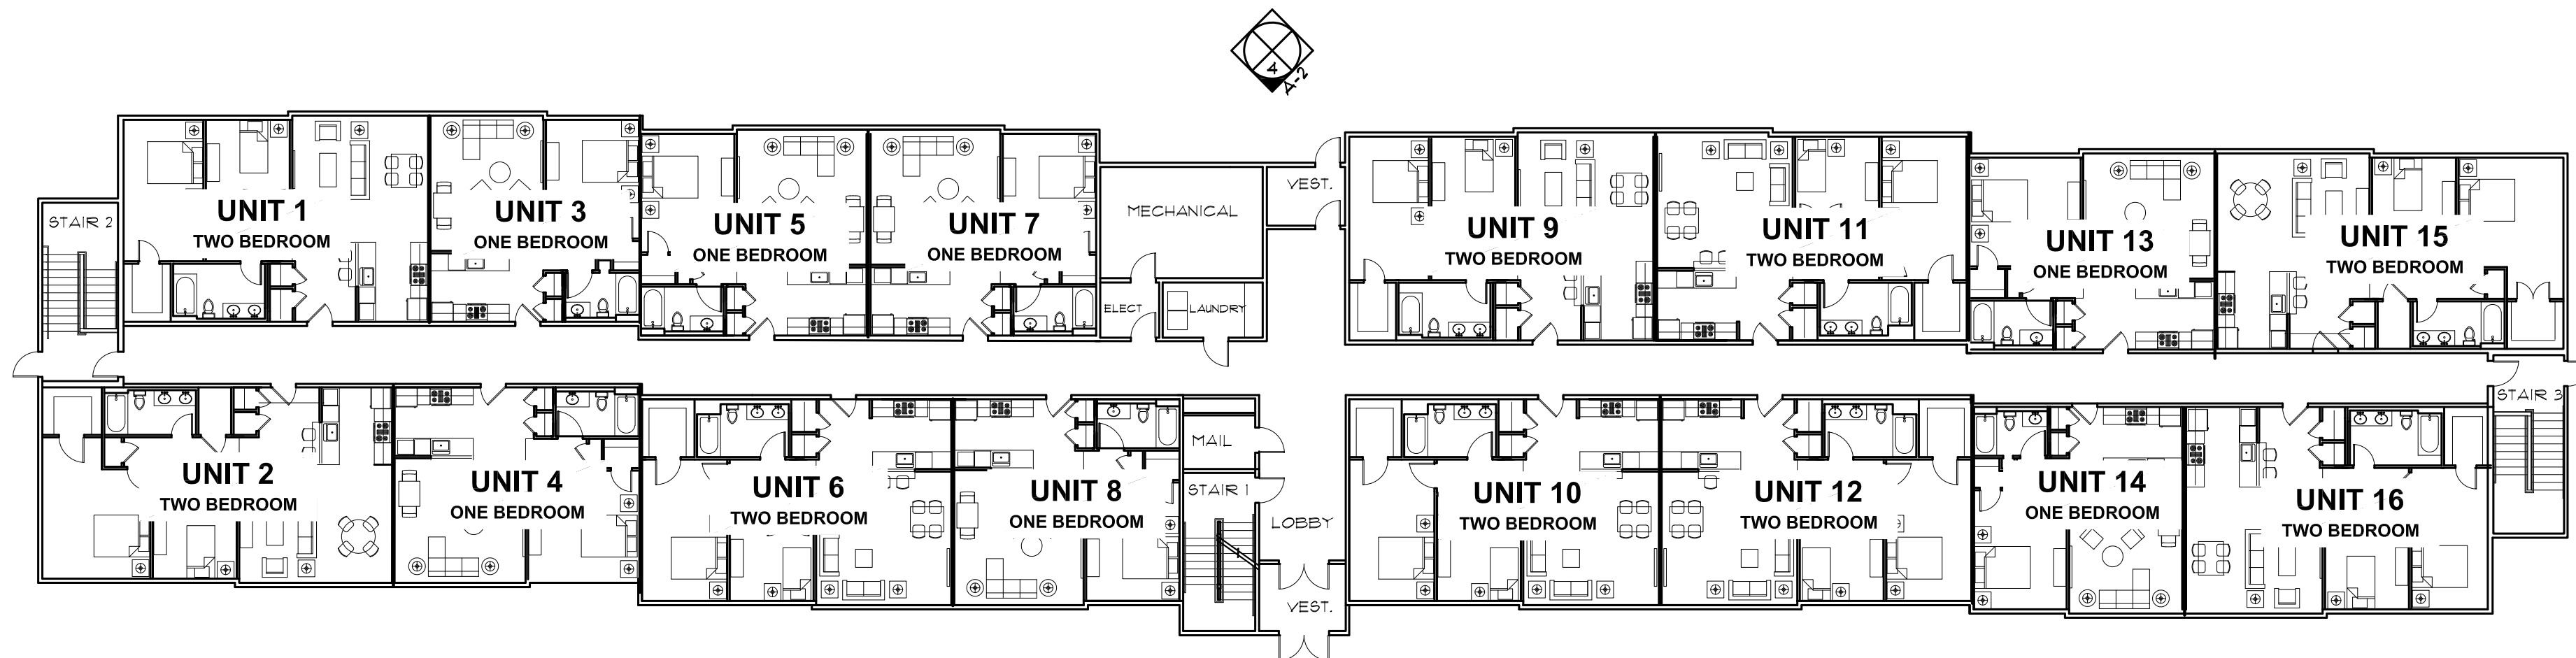 4
A-2
STAIR 2
UNIT 1
TWO BEDROOM
UNIT 3
ONE BEDROOM
UNIT 5
ONE BEDROOM
UNIT 7
ONE BEDROOM
MECHANICAL
ELECT
LAUNDRY
VEST.
UNIT 9
TWO BEDROOM
UNIT 11
TWO BEDROOM
UNIT 13
ONE BEDROOM
UNIT 15
TWO BEDROOM
UNIT 2
TWO BEDROOM
UNIT 4
ONE BEDROOM
UNIT 6
TWO BEDROOM
UNIT 8
ONE BEDROOM
MAIL
STAIR 1
LOBBY
VEST.
UNIT 10
TWO BEDROOM
UNIT 12
TWO BEDROOM
UNIT 14
ONE BEDROOM
UNIT 16
TWO BEDROOM
STAIR 3